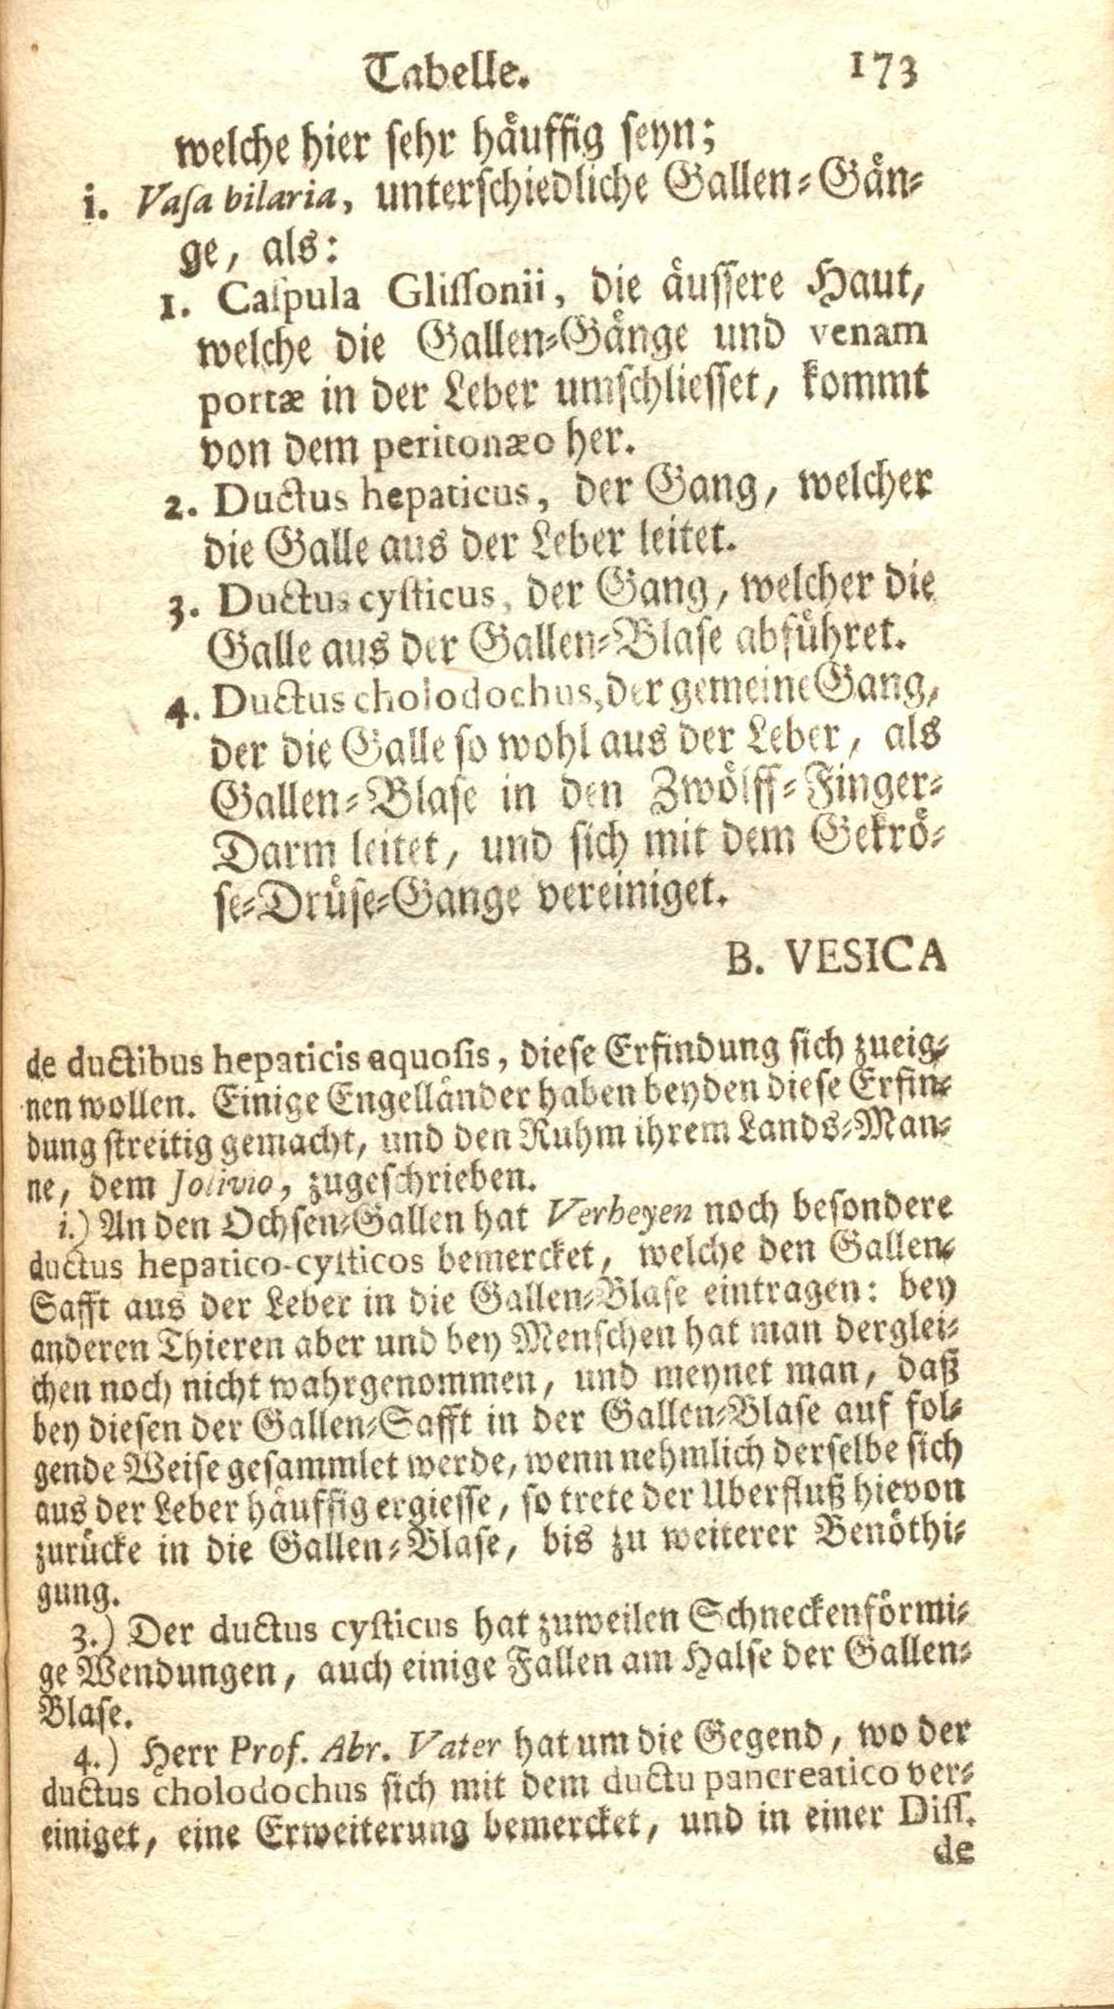 Tabelle. 173
welche hier sehr häuffig seyn;
i. Vasa bilaria, unterschiedliche Gallen-Gän-
ge, als:
1. Caspula Glissonii, die äussere Haut,
welche die Gallen-Gänge und venam
portæ in der Leber umschliesset, kommt
von dem peritonæo her.
2. Ductus hepaticus, der Gang, welcher
die Galle aus der Leber leitet.
3. Ductus cysticus, der Gang, welcher die
Galle aus der Gallen-Blase abführet.
4. Ductus cholodochus, der gemeine Gang,
der die Galle so wohl aus der Leber, als
Gallen-Blase in den Zwölff-Finger-
Darm leitet, und sich mit dem Gekrö-
se-Drüse-Gange vereiniget.
B. VESICA
de ductibus hepaticis aquosis, diese Erfindung sich zueig-
nen wollen. Einige Engelländer haben beyden diese Erfin-
dung streitig gemacht, und den Ruhm ihrem Lands-Man-
ne, dem Jolivio, zugeschrieben.
i.) An den Ochsen-Gallen hat Verheyen noch besondere
ductus hepatico-cysticos bemercket, welche den Gallen-
Safft aus der Leber in die Gallen-Blase eintragen: bey
anderen Thieren aber und bey Menschen hat man derglei-
chen noch nicht wahrgenommen, und meynet man, daß
bey diesen der Gallen-Safft in der Gallen-Blase auf fol-
gende Weise gesammlet werde, wenn nehmlich derselbe sich
aus der Leber häuffig ergiesse, so trete der Uberfluß hievon
zurücke in die Gallen-Blase, bis zu weiterer Benöthi-
gung.
3.) Der ductus cysticus hat zuweilen Schneckenförmi-
ge Wendungen, auch einige Fallen am Halse der Gallen-
Blase.
4.) Herr Prof. Abr. Vater hat um die Gegend, wo der
ductus cholodochus sich mit dem ductu pancreatico ver-
einiget, eine Erweiterung bemercket, und in einer Diss.
de